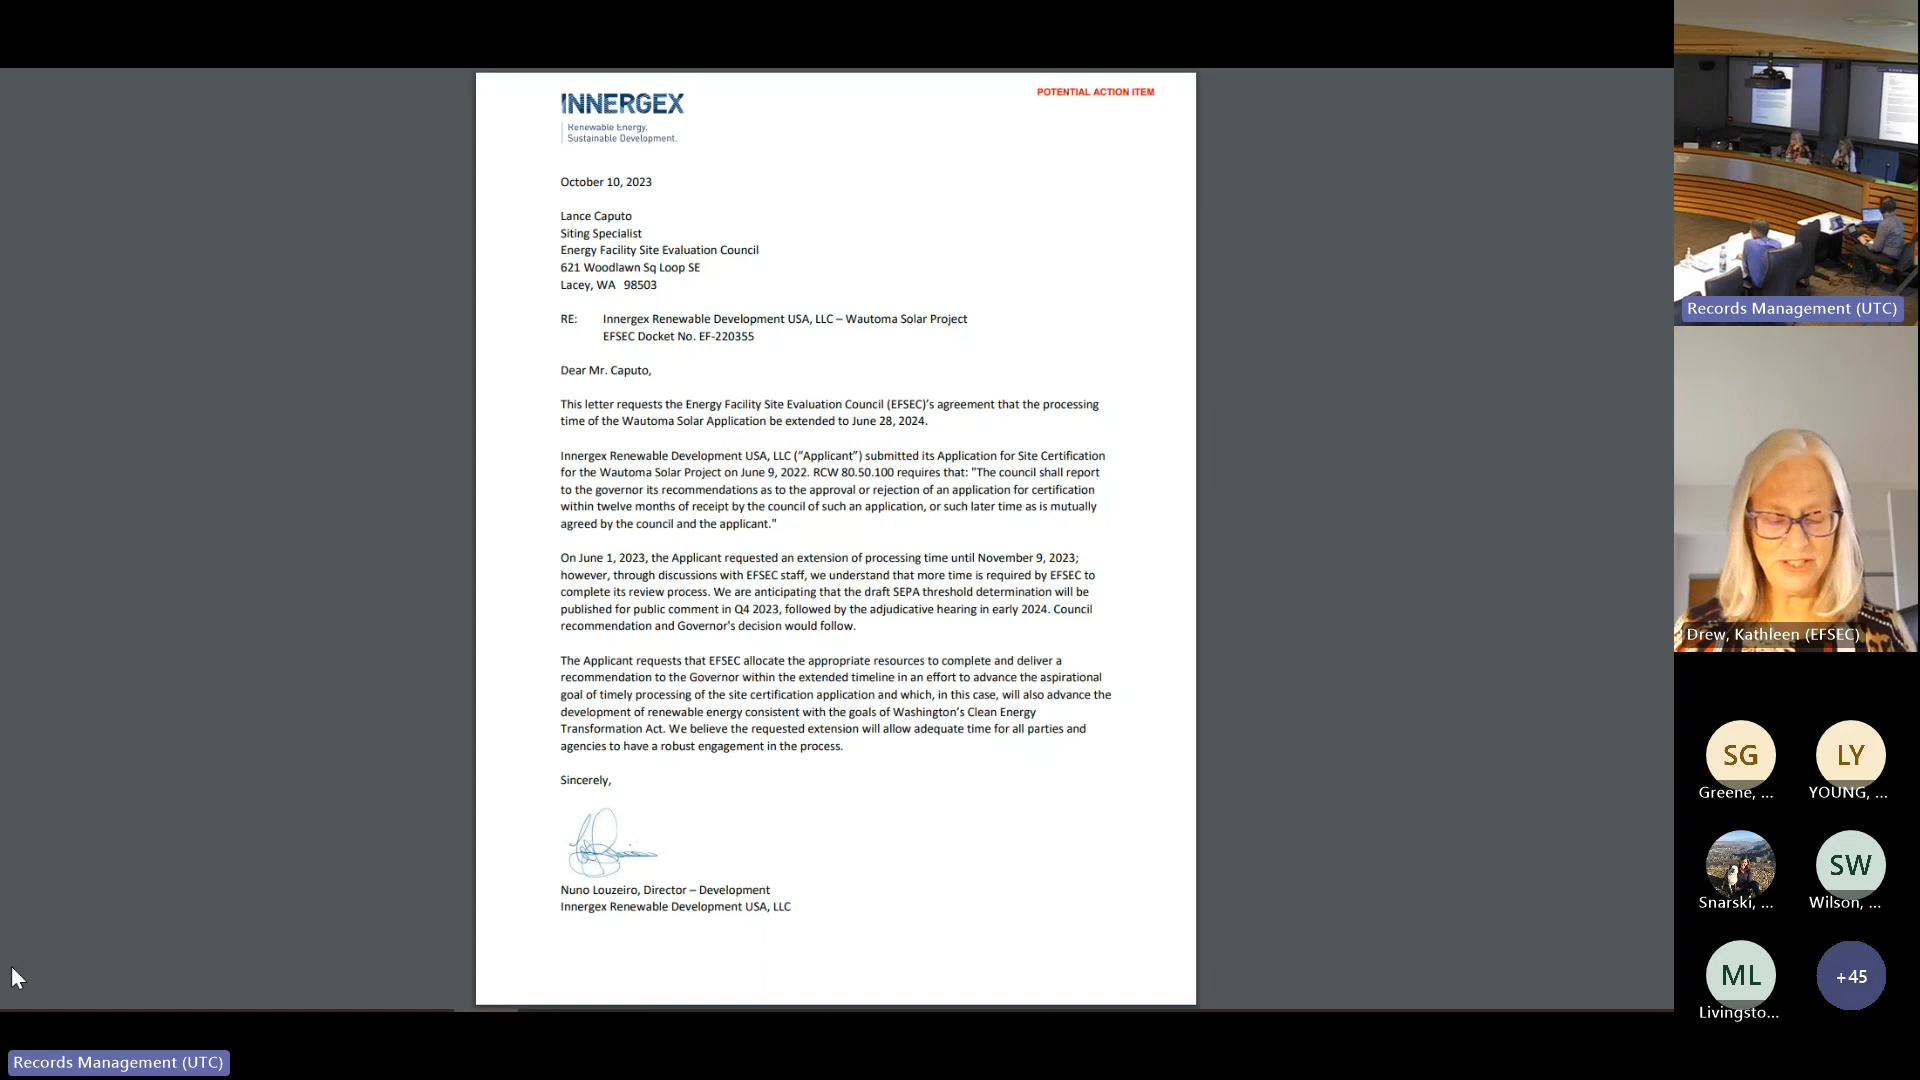 INNERGEX
Renewable Energy.
Sustainable Development.
POTENTIAL ACTION ITEM
October 10, 2023
Lance Caputo
Siting Specialist
Energy Facility Site Evaluation Council
621 Woodlawn Sq Loop SE
Lacey, WA 98503
RE: Innergex Renewable Development USA, LLC – Wautoma Solar Project
EFSEC Docket No. EF-220355
Dear Mr. Caputo,
This letter requests the Energy Facility Site Evaluation Council (EFSEC)'s agreement that the processing
time of the Wautoma Solar Application be extended to June 28, 2024.
Innergex Renewable Development USA, LLC ("Applicant") submitted its Application for Site Certification
for the Wautoma Solar Project on June 9, 2022. RCW 80.50.100 requires that: "The council shall report
to the governor its recommendations as to the approval or rejection of an application for certification
within twelve months of receipt by the council of such an application, or such later time as is mutually
agreed by the council and the applicant."
On June 1, 2023, the Applicant requested an extension of processing time until November 9, 2023;
however, through discussions with EFSEC staff, we understand that more time is required by EFSEC to
complete its review process. We are anticipating that the draft SEPA threshold determination will be
published for public comment in Q4 2023, followed by the adjudicative hearing in early 2024. Council
recommendation and Governor's decision would follow.
The Applicant requests that EFSEC allocate the appropriate resources to complete and deliver a
recommendation to the Governor within the extended timeline in an effort to advance the aspirational
goal of timely processing of the site certification application and which, in this case, will also advance the
development of renewable energy consistent with the goals of Washington's Clean Energy
Transformation Act. We believe the requested extension will allow adequate time for all parties and
agencies to have a robust engagement in the process.
Sincerely,
Nuno Louzeiro, Director – Development
Innergex Renewable Development USA, LLC
Records Management (UTC)
Records Management (UTC)
Drew, Kathleen (EFSEC)
SG
Greene, ...
LY
YOUNG, ...
Snarski, ...
SW
Wilson, ...
ML
Livingsto...
+45